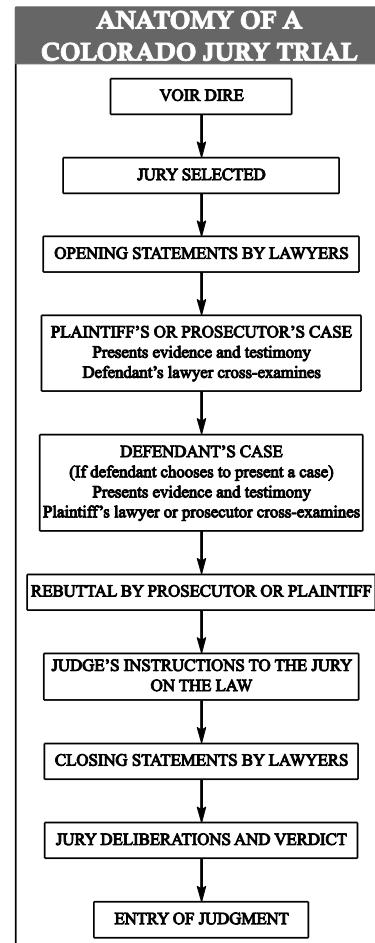 ANATOMY OF A
COLORADO JURY TRIAL
VOIR DIRE
JURY SELECTED
OPENING STATEMENTS BY LAWYERS
PLAINTIFF'S OR PROSECUTOR'S CASE
Presents evidence and testimony
Defendant's lawyer cross-examines
DEFENDANT'S CASE
(If defendant chooses to present a case)
Presents evidence and testimony
Plaintiff's lawyer or prosecutor cross-examines
REBUTTAL BY PROSECUTOR OR PLAINTIFF
JUDGE'S INSTRUCTIONS TO THE JURY
ON THE LAW
CLOSING STATEMENTS BY LAWYERS
JURY DELIBERATIONS AND VERDICT
ENTRY OF JUDGMENT